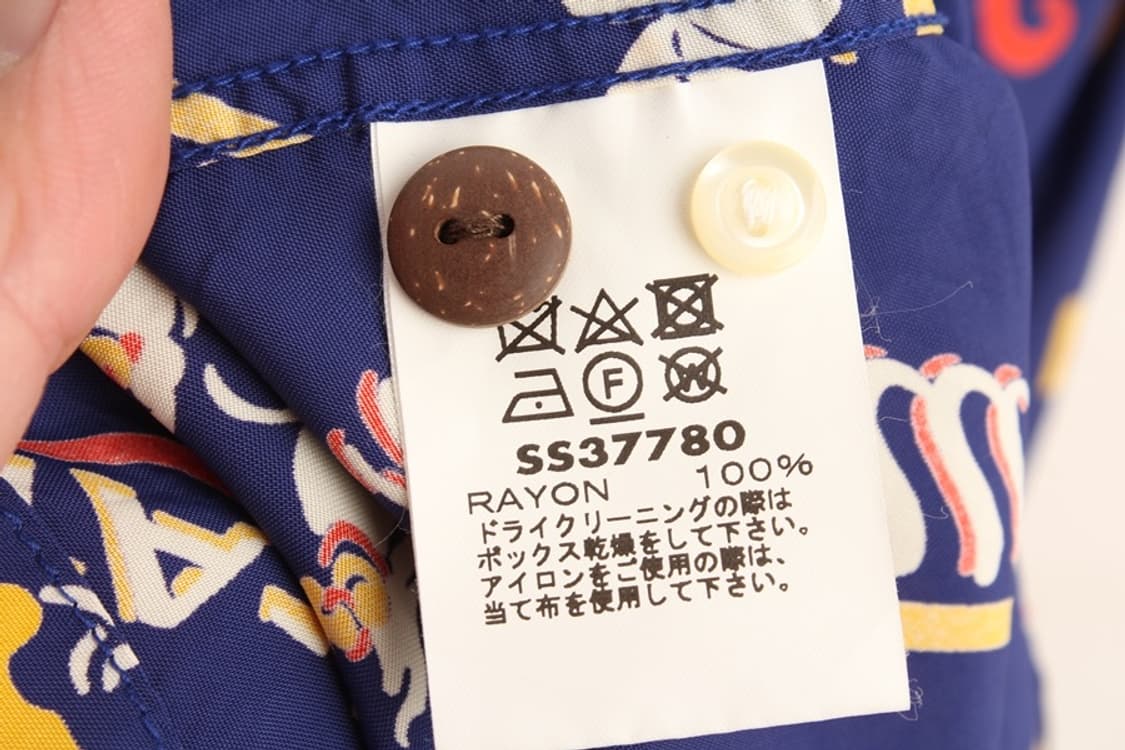 F
W
SS37780
RAYON 100%
ドライクリーニングの際は
ボックス乾燥をして下さい。
アイロンをご使用の際は、
当て布を使用して下さい。